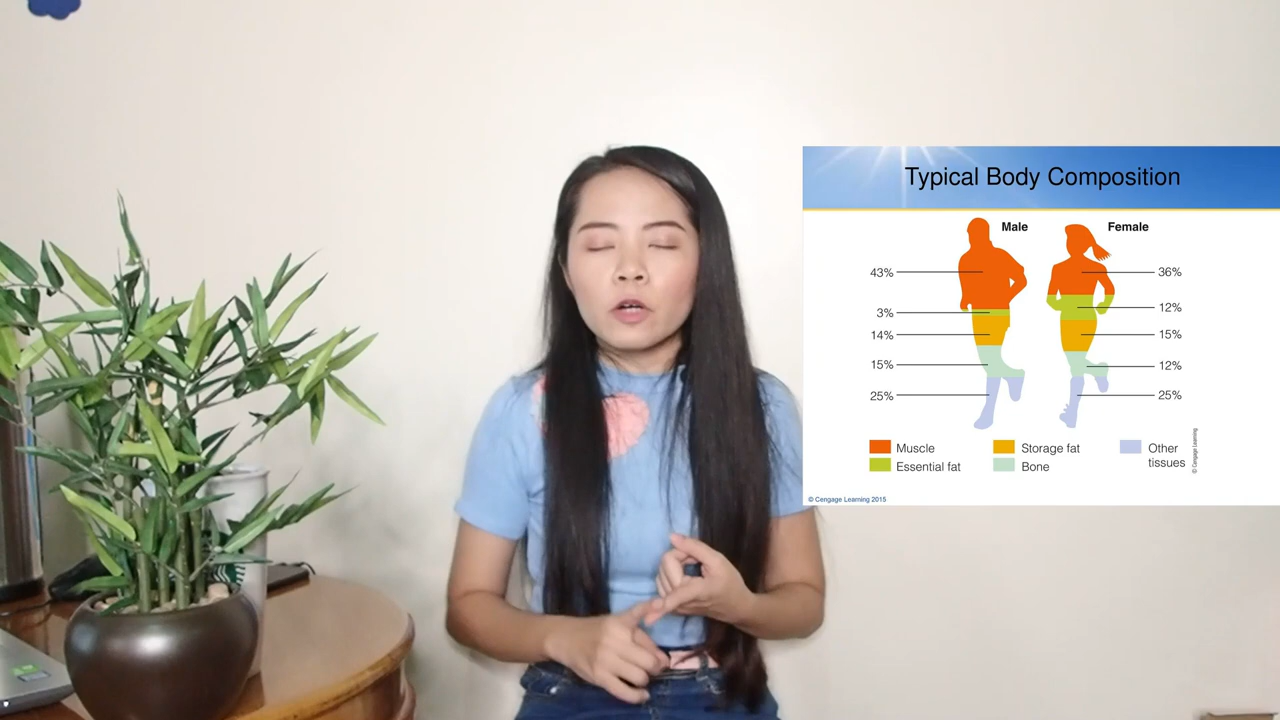 Typical Body Composition
Male
Female
43%
36%
3%
12%
14%
15%
15%
12%
25%
25%
Muscle
Storage fat
Other
tissues
Essential fat
Bone
© Cengage Learning
© Cengage Learning 2015